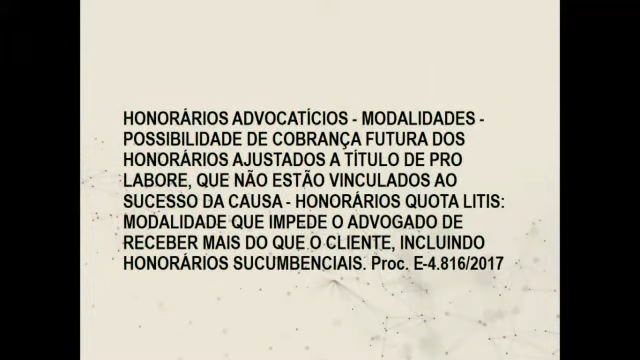 HONORÁRIOS ADVOCATÍCIOS - MODALIDADES -
POSSIBILIDADE DE COBRANÇA FUTURA DOS
HONORÁRIOS AJUSTADOS A TÍTULO DE PRO
LABORE, QUE NÃO ESTÃO VINCULADOS AO
SUCESSO DA CAUSA - HONORÁRIOS QUOTA LITIS:
MODALIDADE QUE IMPEDE O ADVOGADO DE
RECEBER MAIS DO QUE O CLIENTE, INCLUINDO
HONORÁRIOS SUCUMBENCIAIS. Proc. E-4.816/2017